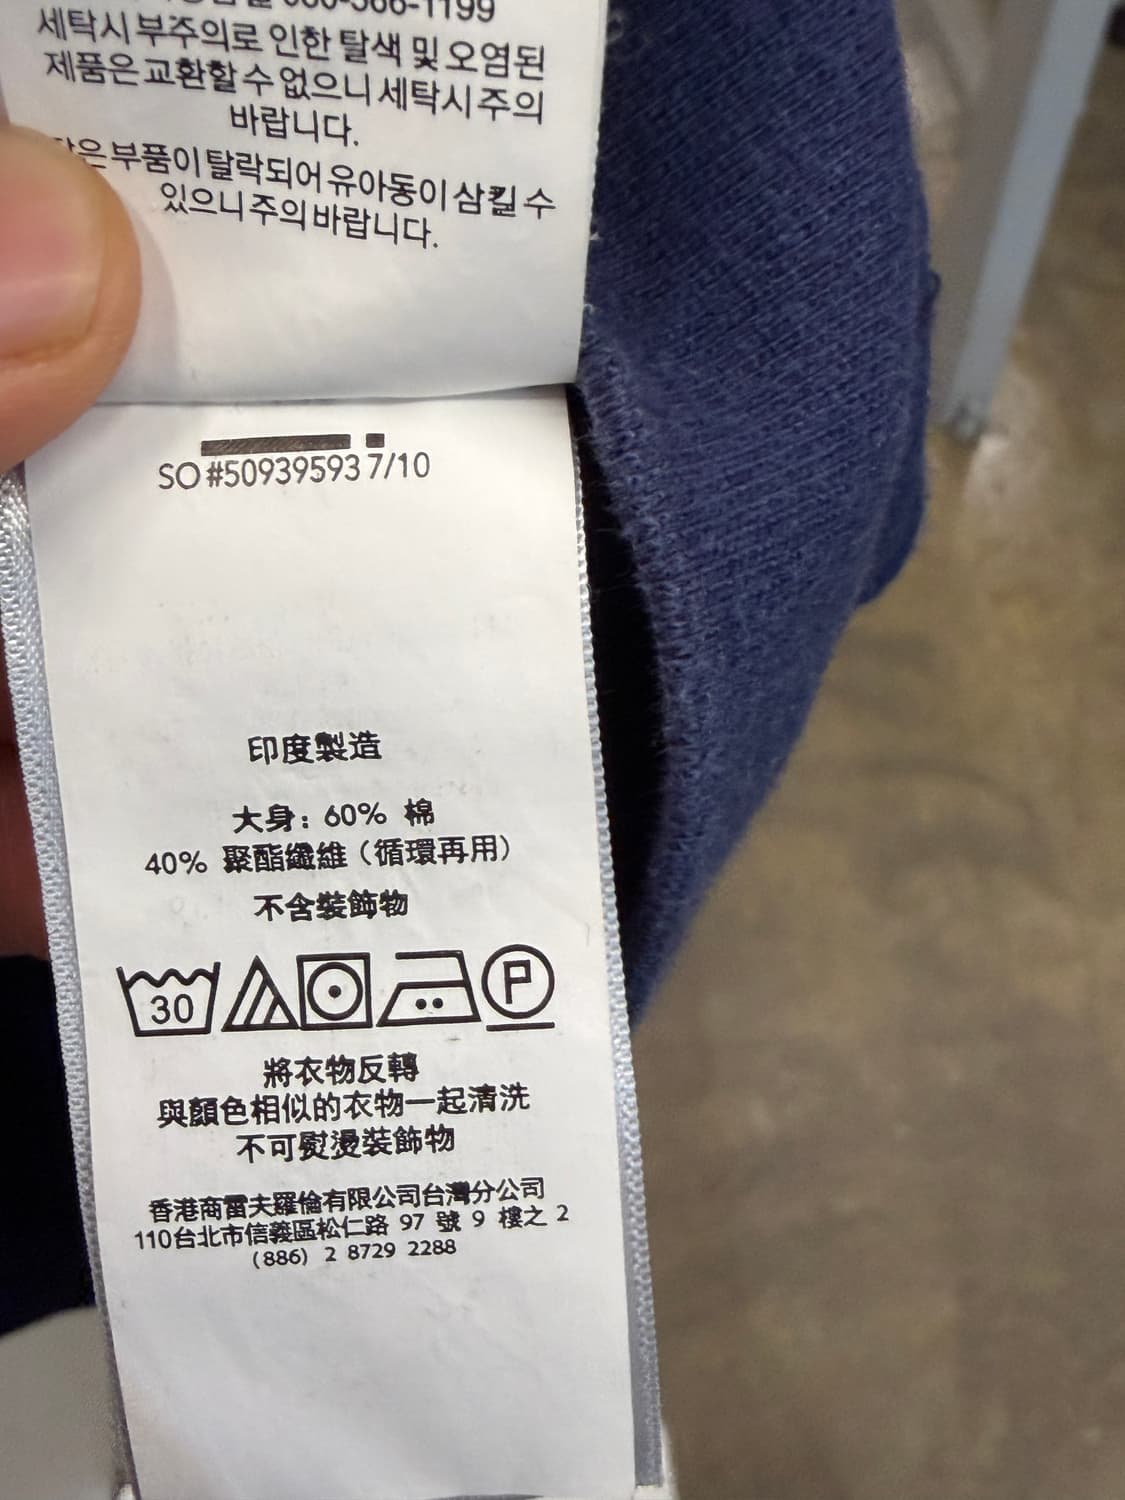 080-566-1199
세탁시 부주의로 인한 탈색 및 오염된
제품은 교환할 수 없으니 세탁시 주의
바랍니다.
작은 부품이 탈락되어 유아동이 삼킬 수
있으니 주의 바랍니다.
SO#50939593 7/10
印度製造
大身: 60% 棉
40% 聚酯纖維（循環再用）
不含裝飾物
30 P
將衣物反轉
與顏色相似的衣物一起清洗
不可熨燙裝飾物
香港商雷夫羅倫有限公司台灣分公司
110台北市信義區松仁路 97 號 9 樓之 2
(886) 2 8729 2288